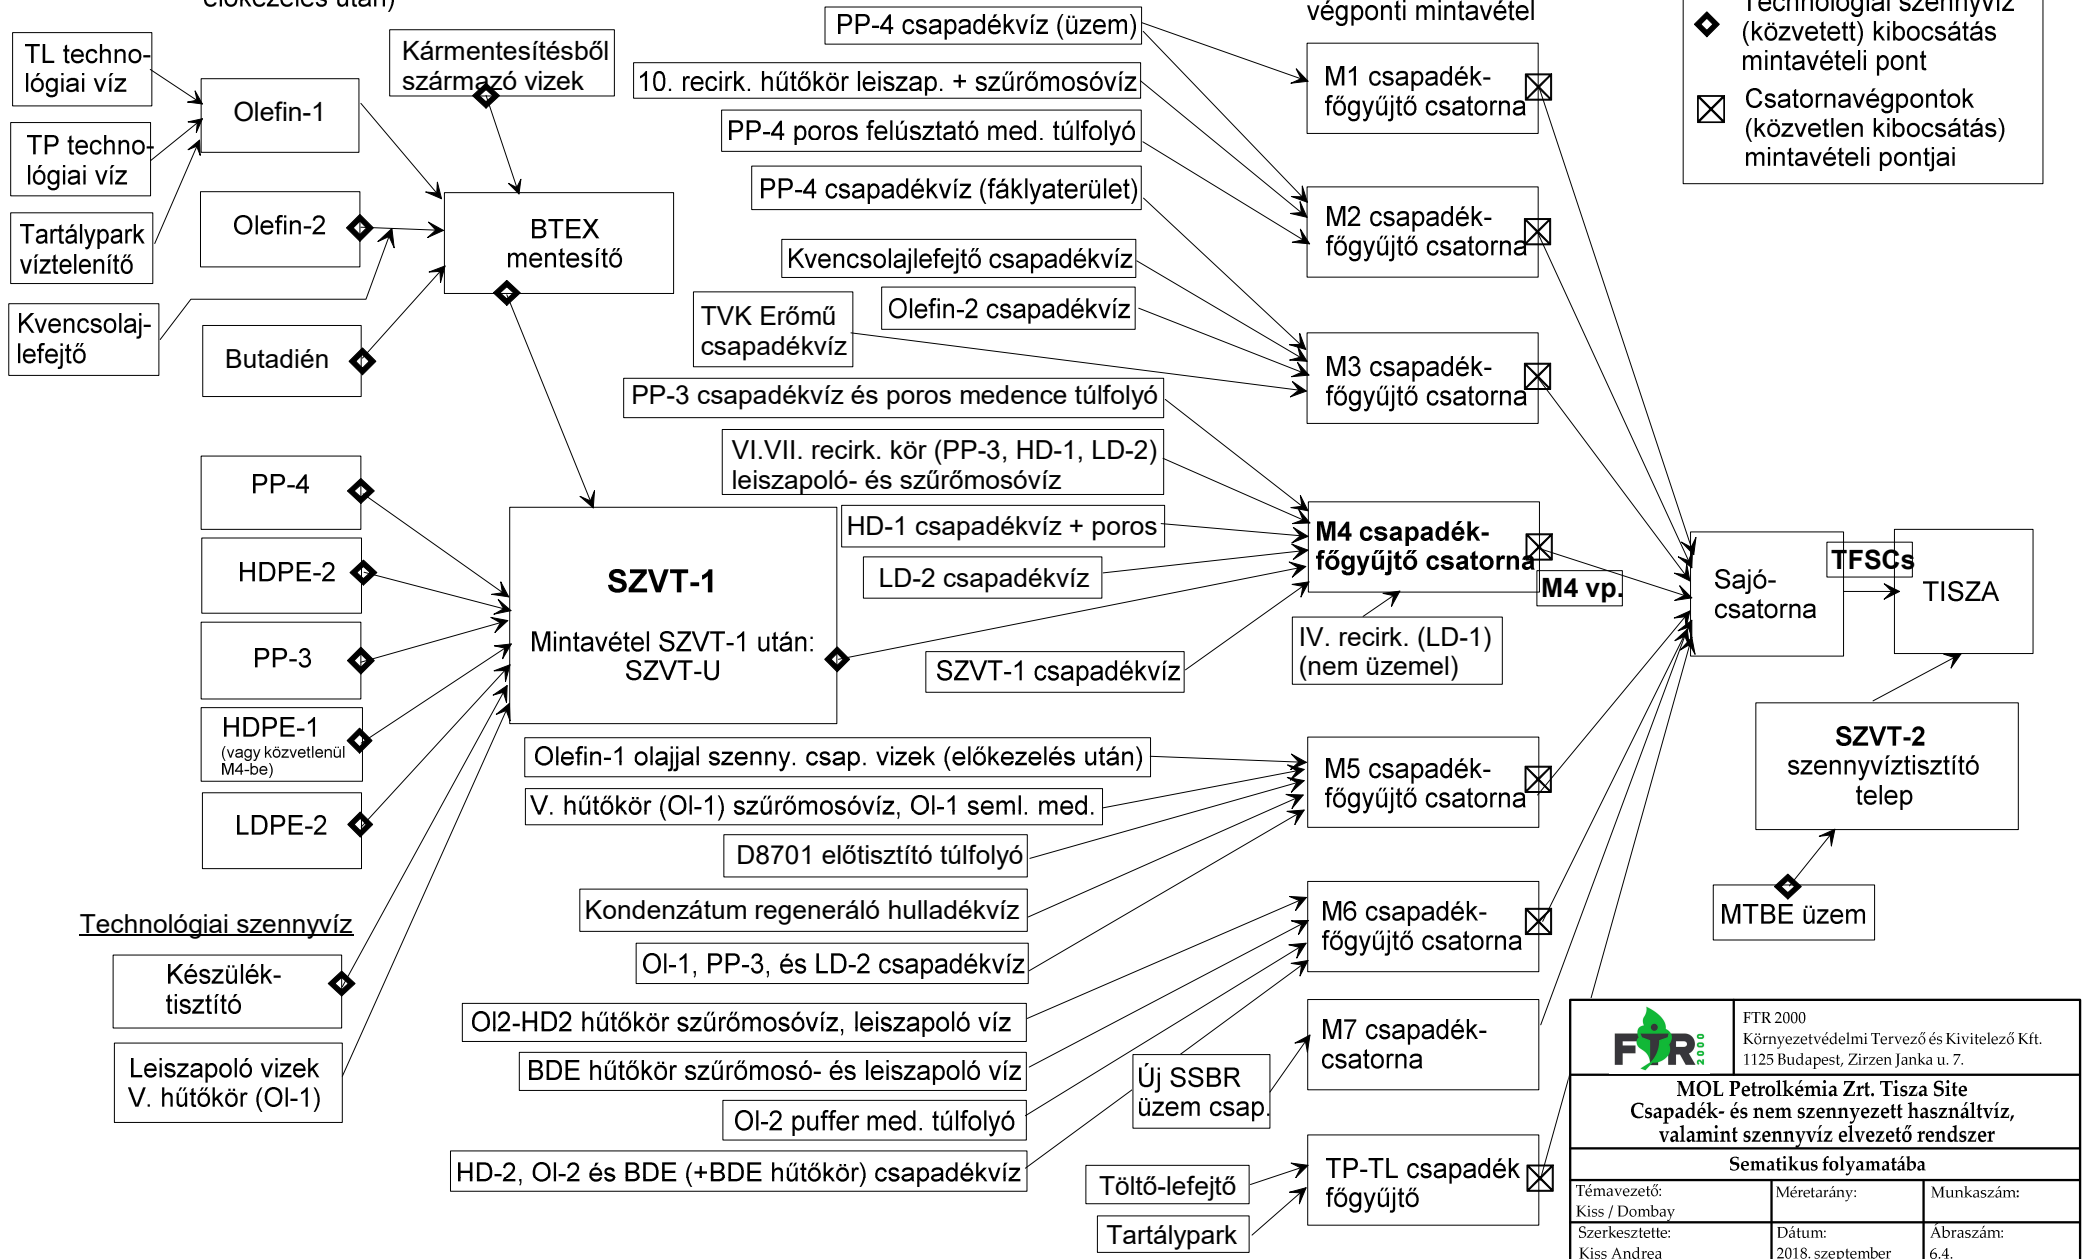 előkezelés után)
TL techno-
lógiai víz
TP techno-
lógiai víz
Tartálypark
víztelenítő
Kvencsolaj-
lefejtő
Olefin-1
Olefin-2
Butadién
Kármentesítésből
származó vizek
BTEX
mentesítő
PP-4
HDPE-2
PP-3
HDPE-1
(vagy közvetlenül
M4-be)
LDPE-2
Technológiai szennyvíz
Készülék-
tisztító
Leiszapoló vizek
V. hűtőkör (Ol-1)
SZVT-1
Mintavétel SZVT-1 után:
SZVT-U
PP-4 csapadékvíz (üzem)
10. recirk. hűtőkör leiszap. + szűrőmosóvíz
PP-4 poros felúsztató med. túlfolyó
PP-4 csapadékvíz (fáklyaterület)
Kvencsolajlefejtő csapadékvíz
Olefin-2 csapadékvíz
TVK Erőmű
csapadékvíz
PP-3 csapadékvíz és poros medence túlfolyó
VI.VII. recirk. kör (PP-3, HD-1, LD-2)
leiszapoló- és szűrőmosóvíz
HD-1 csapadékvíz + poros
LD-2 csapadékvíz
SZVT-1 csapadékvíz
IV. recirk. (LD-1)
(nem üzemel)
Olefin-1 olajjal szenny. csap. vizek (előkezelés után)
V. hűtőkör (Ol-1) szűrőmosóvíz, Ol-1 seml. med.
D8701 előtisztító túlfolyó
Kondenzátum regeneráló hulladékvíz
Ol-1, PP-3, és LD-2 csapadékvíz
Ol2-HD2 hűtőkör szűrőmosóvíz, leiszapoló víz
BDE hűtőkör szűrőmosó- és leiszapoló víz
Ol-2 puffer med. túlfolyó
HD-2, Ol-2 és BDE (+BDE hűtőkör) csapadékvíz
Új SSBR
üzem csap.
Töltő-lefejtő
Tartálypark
végponti mintavétel
M1 csapadék-
főgyűjtő csatorna
M2 csapadék-
főgyűjtő csatorna
M3 csapadék-
főgyűjtő csatorna
M4 csapadék-
főgyűjtő csatorna
M4 vp.
M5 csapadék-
főgyűjtő csatorna
M6 csapadék-
főgyűjtő csatorna
M7 csapadék-
csatorna
TP-TL csapadék
főgyűjtő
Sajó-
csatorna
TFSCs
TISZA
SZVT-2
szennyvíztisztító
telep
MTBE üzem
Technológiai szennyvíz
(közvetett) kibocsátás
mintavételi pont
Csatornavégpontok
(közvetlen kibocsátás)
mintavételi pontjai
FTR 2000
FTR 2000
Környezetvédelmi Tervező és Kivitelező Kft.
1125 Budapest, Zirzen Janka u. 7.
MOL Petrolkémia Zrt. Tisza Site
Csapadék- és nem szennyezett használtvíz,
valamint szennyvíz elvezető rendszer
Sematikus folyamatába
Témavezető:
Kiss / Dombay
Méretarány:
Munkaszám:
Szerkesztette:
Kiss Andrea
Dátum:
2018. szeptember
Ábraszám:
6.4.